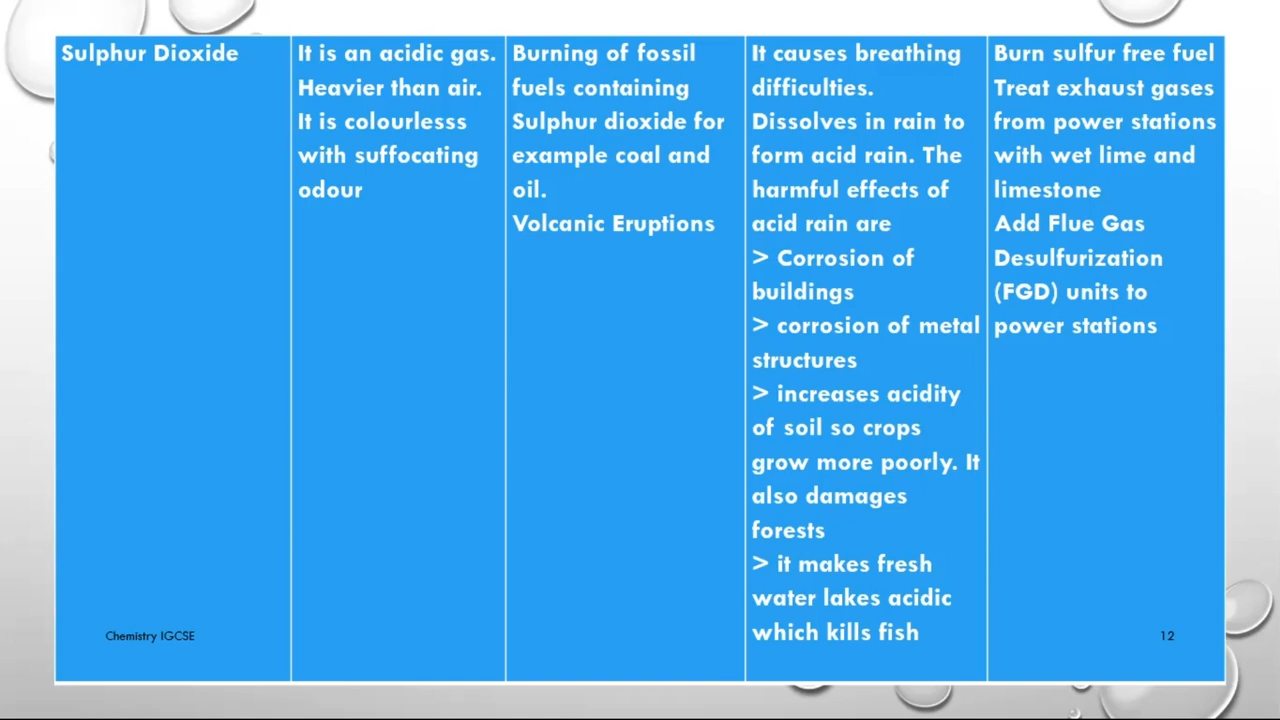 Sulphur Dioxide
It is an acidic gas.
Heavier than air.
It is colourlesss
with suffocating
odour
Burning of fossil
fuels containing
Sulphur dioxide for
example coal and
oil.
Volcanic Eruptions
It causes breathing
difficulties.
Dissolves in rain to
form acid rain. The
harmful effects of
acid rain are
> Corrosion of
buildings
> corrosion of metal
structures
> increases acidity
of soil so crops
grow more poorly. It
also damages
forests
> it makes fresh
water lakes acidic
which kills fish
Burn sulfur free fuel
Treat exhaust gases
from power stations
with wet lime and
limestone
Add Flue Gas
Desulfurization
(FGD) units to
power stations
Chemistry IGCSE
12